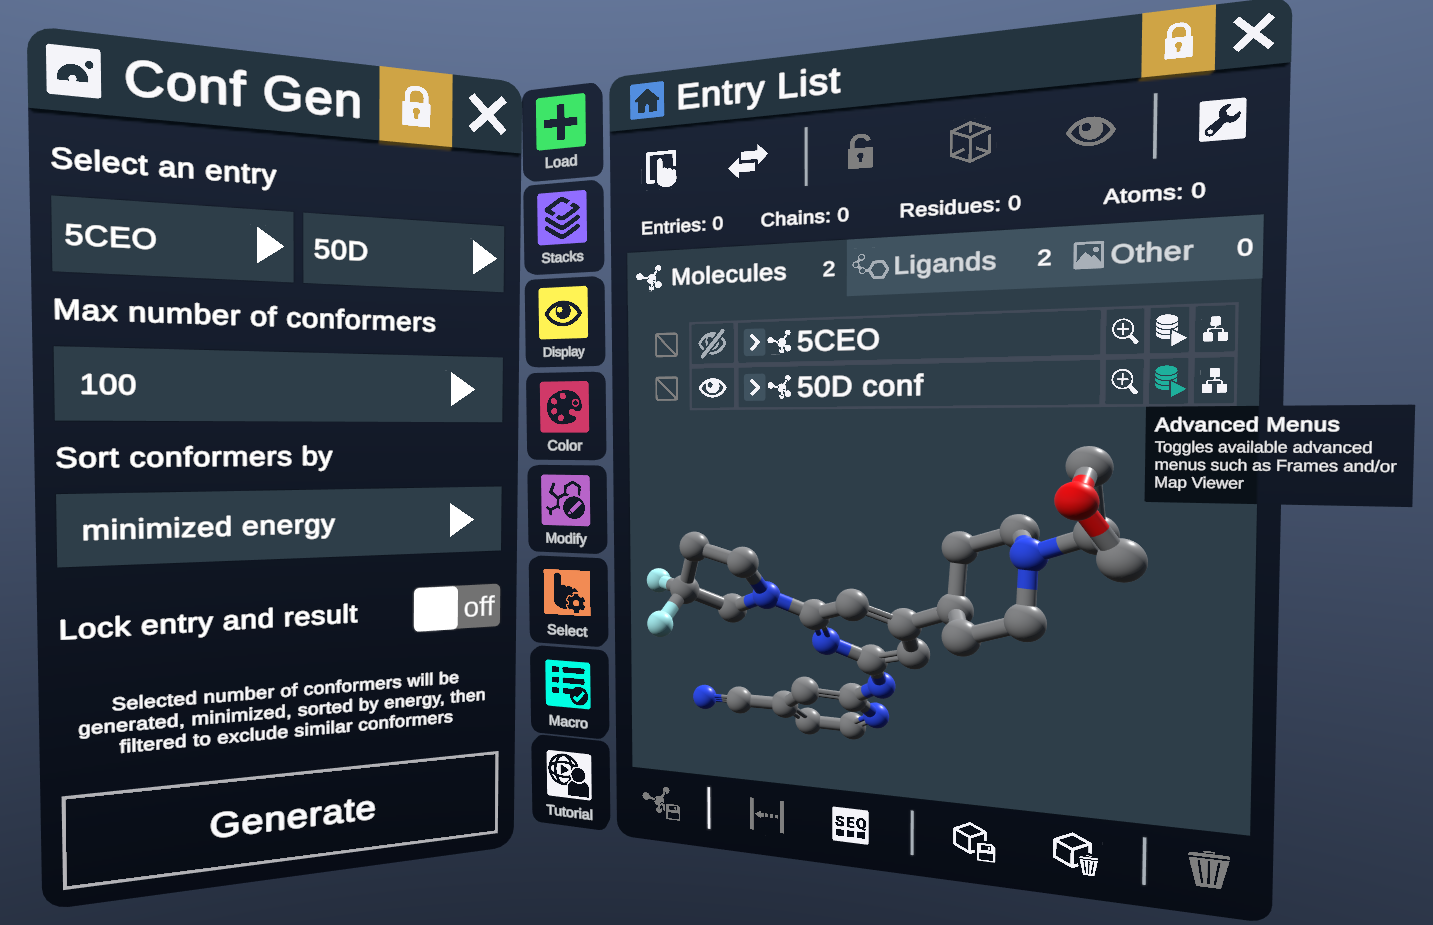 Conf Gen
Select an entry
5CEO
50D
Max number of conformers
100
Sort conformers by
minimized energy
Lock entry and result
off
Selected number of conformers will be
generated, minimized, sorted by energy, then
filtered to exclude similar conformers
Generate
Load
Stacks
Display
Color
Modify
Select
Macro
Tutorial
Entry List
Entries: 0
Chains: 0
Residues: 0
Atoms: 0
Molecules 2
Ligands 2
Other 0
5CEO
50D conf
Advanced Menus
Toggles available advanced
menus such as Frames and/or
Map Viewer
SEQ